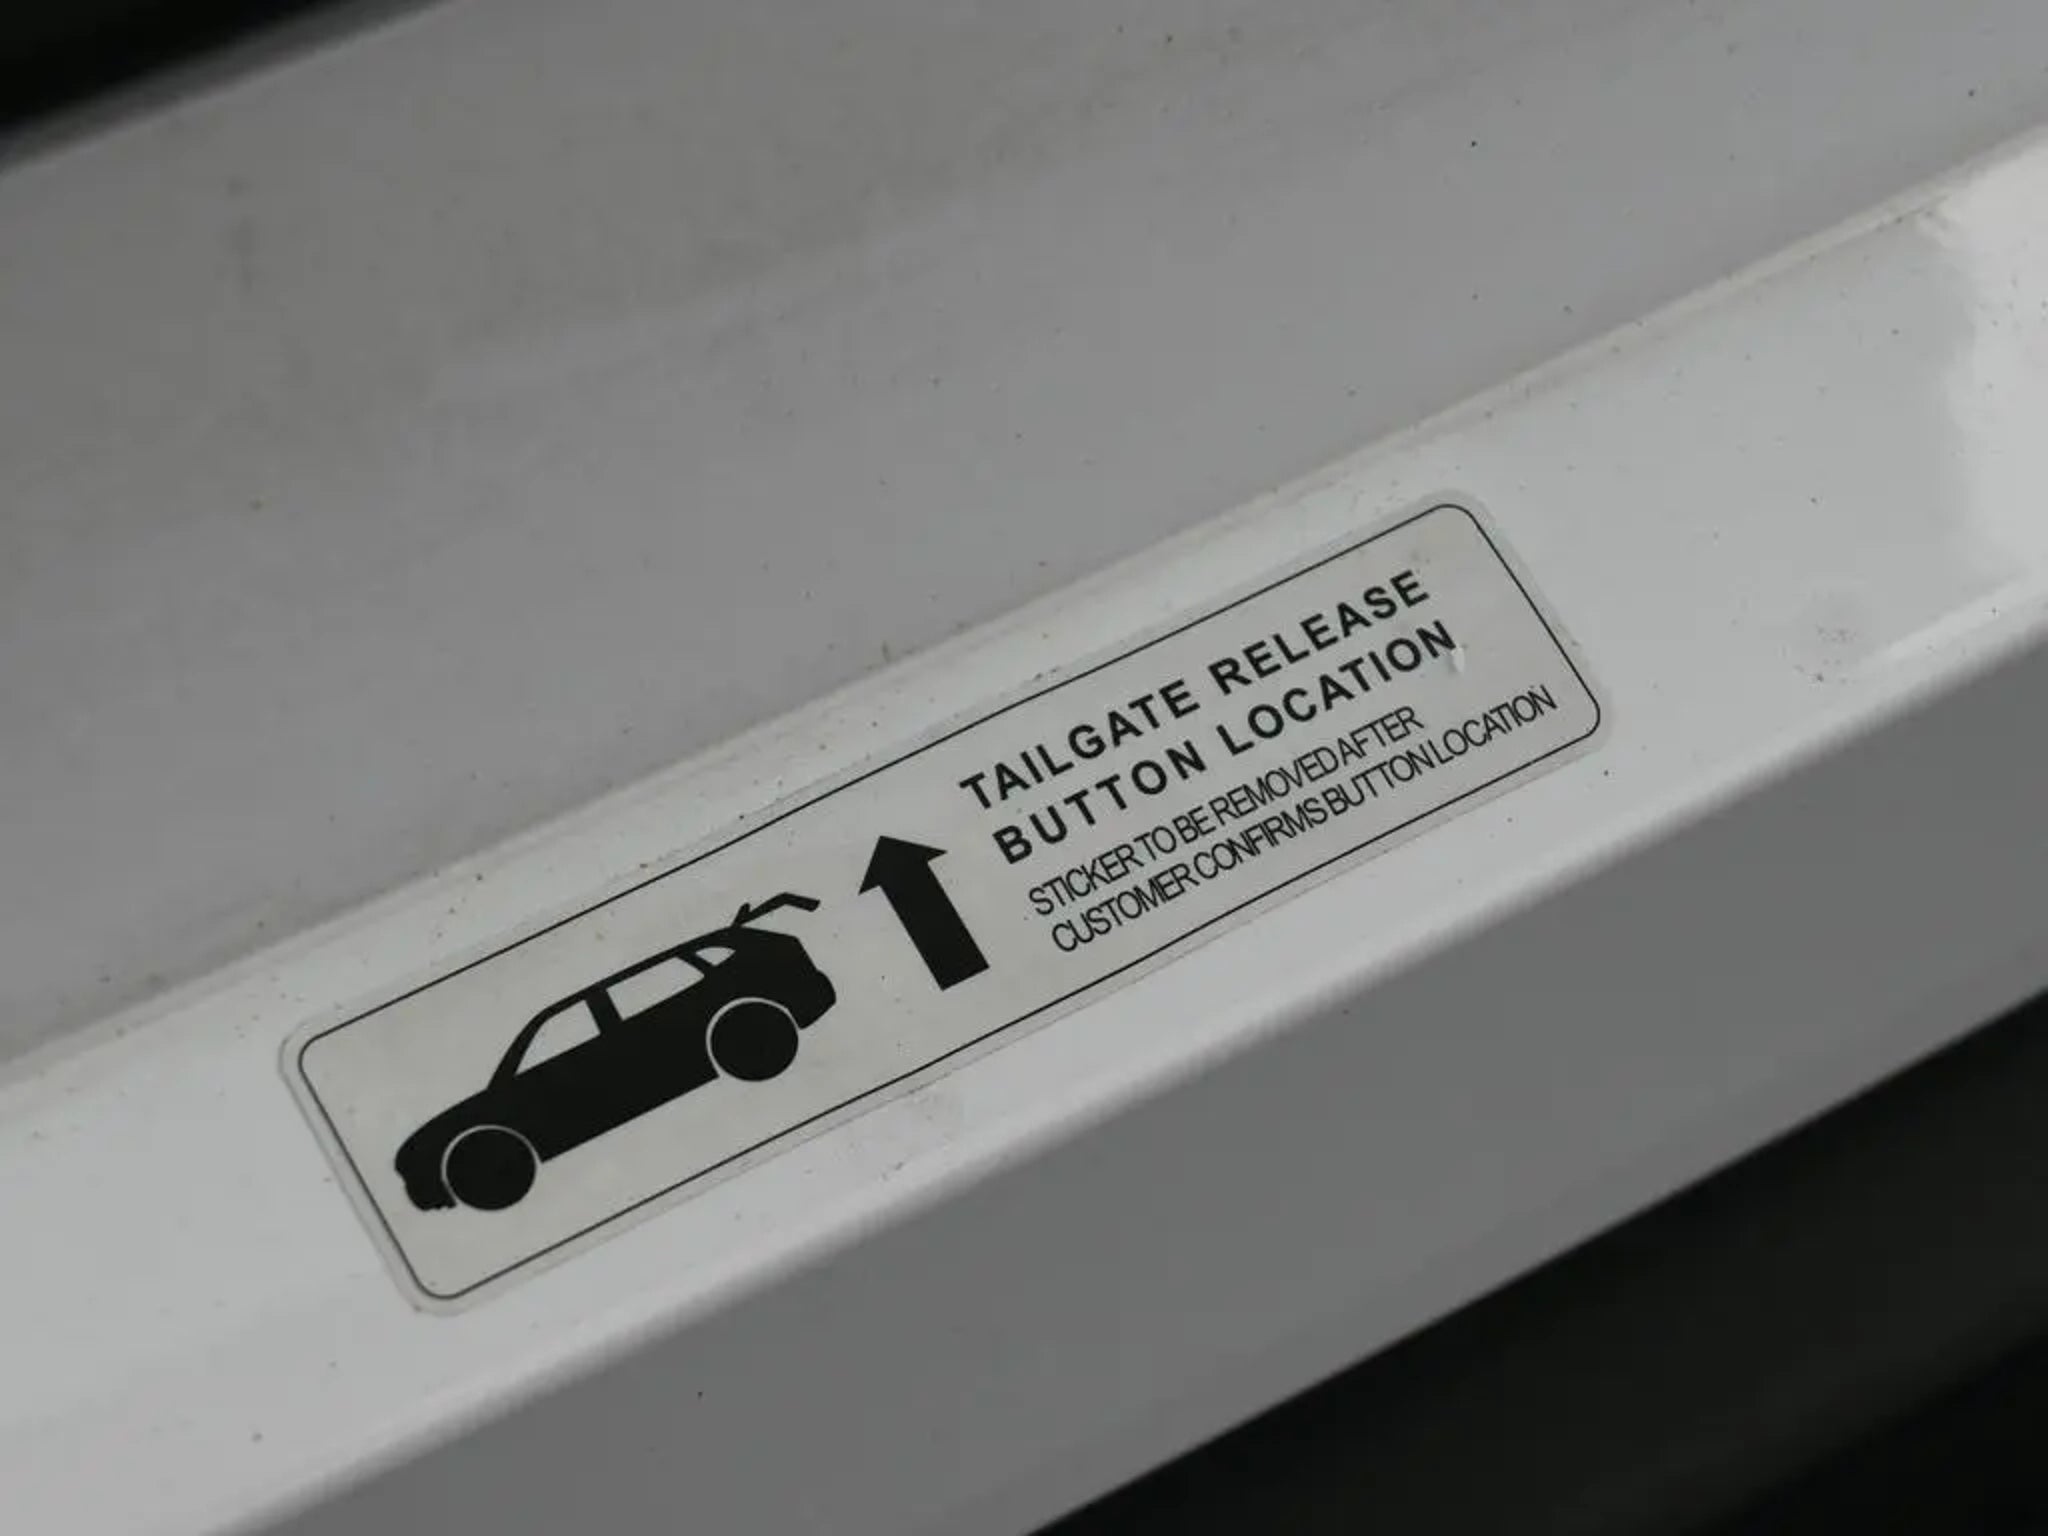 TAILGATE RELEASE
BUTTON LOCATION
STICKER TO BE REMOVED AFTER
CUSTOMER CONFIRMS BUTTON LOCATION